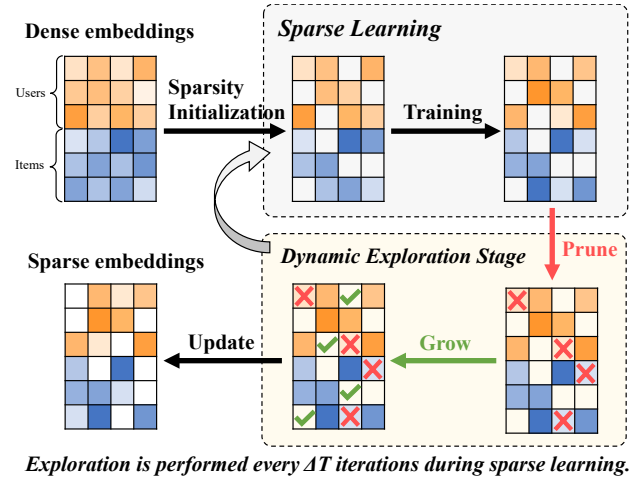 Dense embeddings
Sparse Learning
Users
Items
Sparsity
Initialization
Training
Prune
Dynamic Exploration Stage
Sparse embeddings
Update
Grow
Exploration is performed every ΔT iterations during sparse learning.